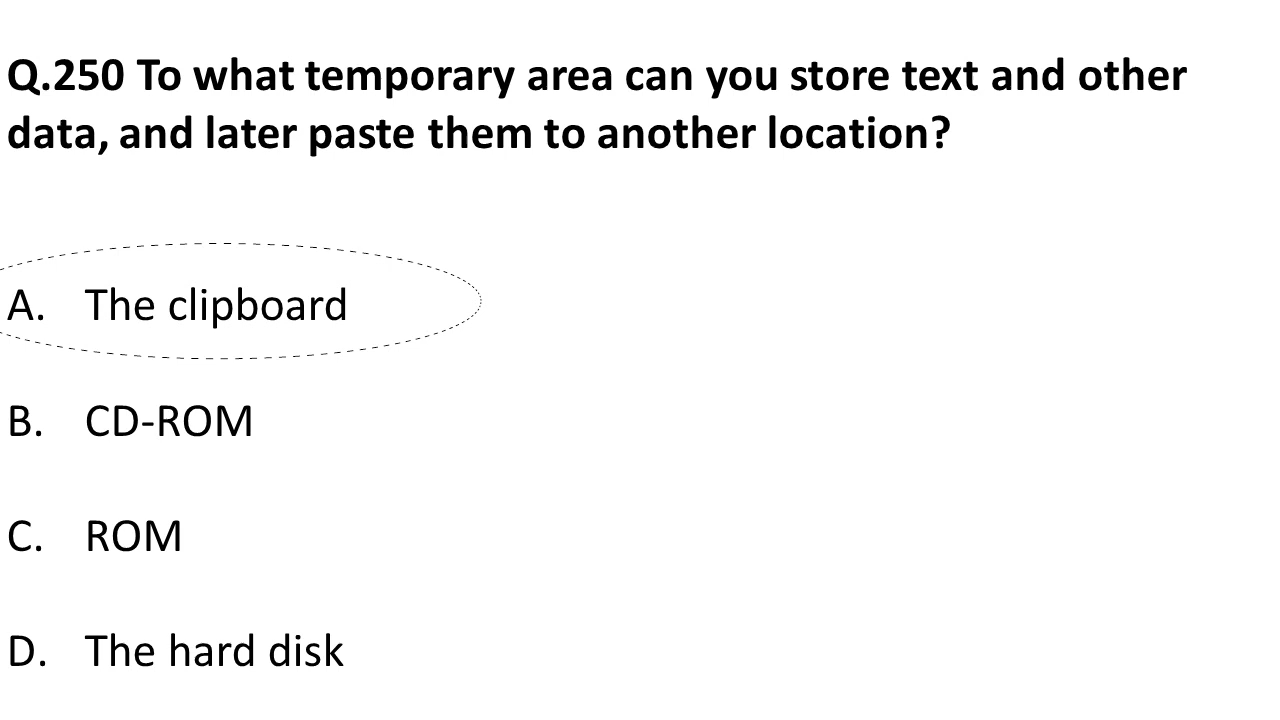 Q.250 To what temporary area can you store text and other
data, and later paste them to another location?
A. The clipboard
B. CD-ROM
C. ROM
D. The hard disk